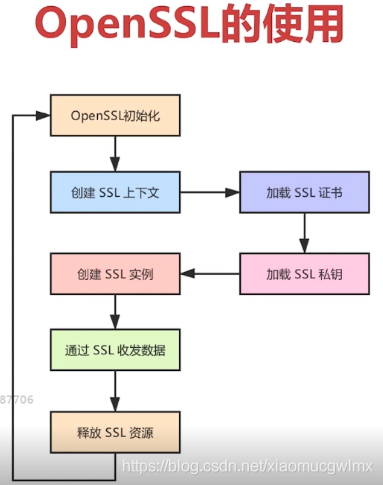 OpenSSL的使用
OpenSSL初始化
创建 SSL 上下文
加载 SSL 证书
加载 SSL 私钥
创建 SSL 实例
通过 SSL 收发数据
87706
释放 SSL 资源
https://blog.csdn.net/xiaomucgwlmx